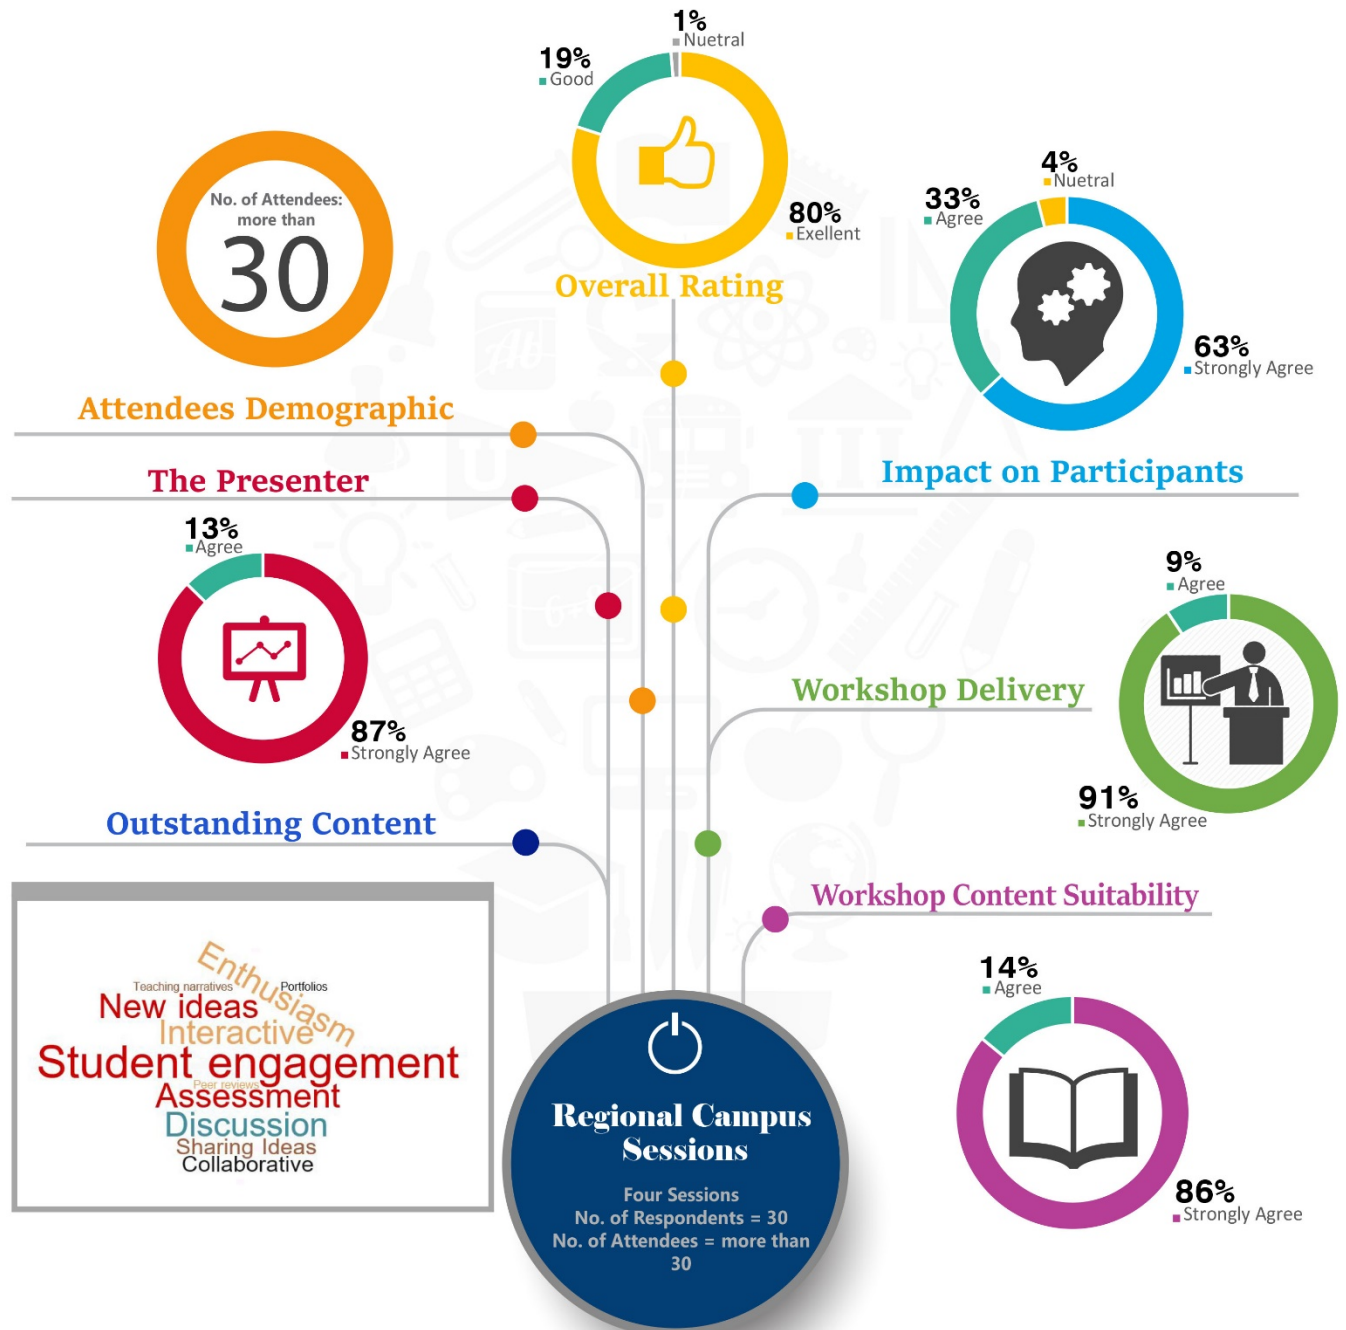 1%
Nuetral
19%
Good
80%
Exellent
Overall Rating
No. of Attendees:
more than
30
Attendees Demographic
4%
Nuetral
33%
Agree
63%
Strongly Agree
Impact on Participants
The Presenter
13%
Agree
87%
Strongly Agree
9%
Agree
Workshop Delivery
91%
Strongly Agree
Outstanding Content
Enthusiasm
Teaching narratives
Portfolios
New ideas
Interactive
Student engagement
Peer reviews
Assessment
Discussion
Sharing Ideas
Collaborative
Workshop Content Suitability
14%
Agree
86%
Strongly Agree
Regional Campus
Sessions
Four Sessions
No. of Respondents = 30
No. of Attendees = more than
30